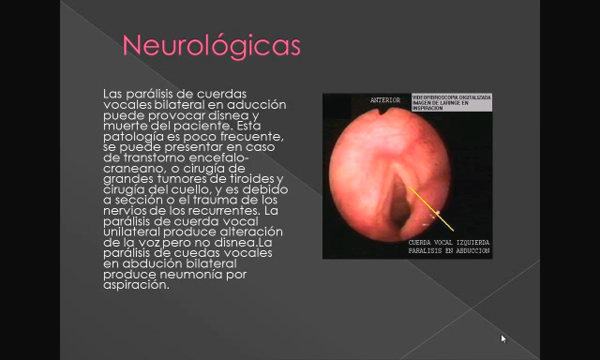 Neurológicas
Las parálisis de cuerdas
vocales bilateral en aducción
puede provocar disnea y
muerte del paciente. Esta
patología es poco frecuente,
se puede presentar en caso
de transtorno encefalo-
craneano, o cirugía de
grandes tumores de tiroides y
cirugía del cuello, y es debido
a sección o el trauma de los
nervios de los recurrentes. La
parálisis de cuerda vocal
unilateral produce alteración
de la voz pero no disnea.La
parálisis de cuedas vocales
en abdución bilateral
produce neumonía por
aspiración.
ANTERIOR
DIGITALIZADA
IMAGEN DE LARINGE EN
INSPIRACION
CUERDA VOCAL IZQUIERDA
PARALISIS EN ABDUCCION